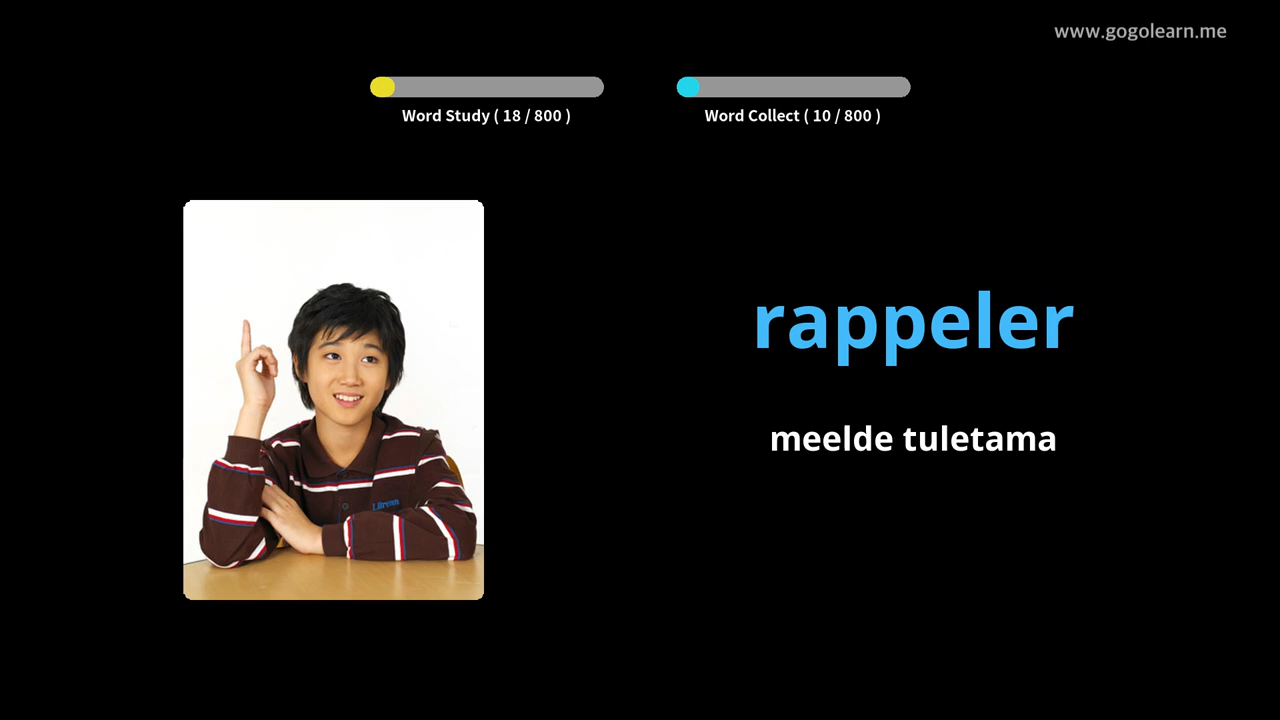 www.gogolearn.me
Word Study ( 18 / 800 )
Word Collect ( 10 / 800 )
rappeler
meelde tuletama